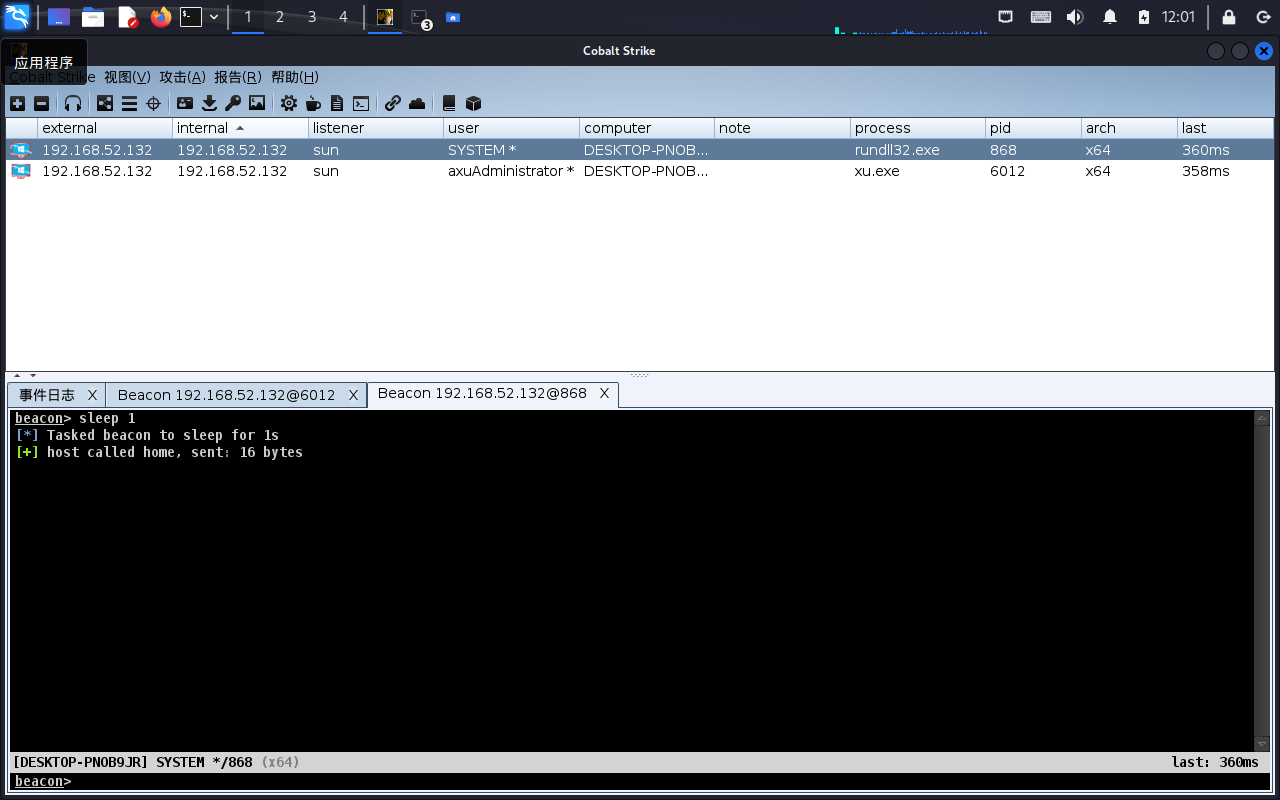 1 2 3 4 3 12:01
Cobalt Strike
应用程序
Cobalt Strike 视图(V) 攻击(A) 报告(R) 帮助(H)
external internal listener user computer note process pid arch last
192.168.52.132 192.168.52.132 sun SYSTEM * DESKTOP-PNOB... rundll32.exe 868 x64 360ms
192.168.52.132 192.168.52.132 sun axuAdministrator * DESKTOP-PNOB... xu.exe 6012 x64 358ms
事件日志 X Beacon 192.168.52.132@6012 X Beacon 192.168.52.132@868 X
beacon> sleep 1
[*] Tasked beacon to sleep for 1s
[+] host called home, sent: 16 bytes
[DESKTOP-PNOB9JR] SYSTEM */868 (x64) last: 360ms
beacon>